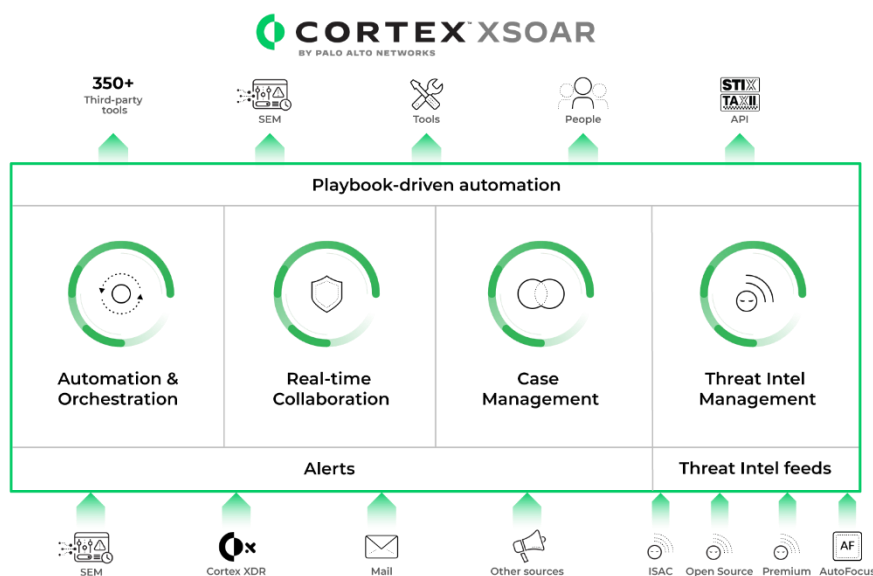 CORTEX™ XSOAR
BY PALO ALTO NETWORKS
350+
Third-party
tools
SEM
Tools
People
STIX
TAXII
API
Playbook-driven automation
Automation &
Orchestration
Real-time
Collaboration
Case
Management
Threat Intel
Management
Alerts
Threat Intel feeds
SEM
Cortex XDR
Mail
Other sources
ISAC
Open Source
Premium
AF
AutoFocus